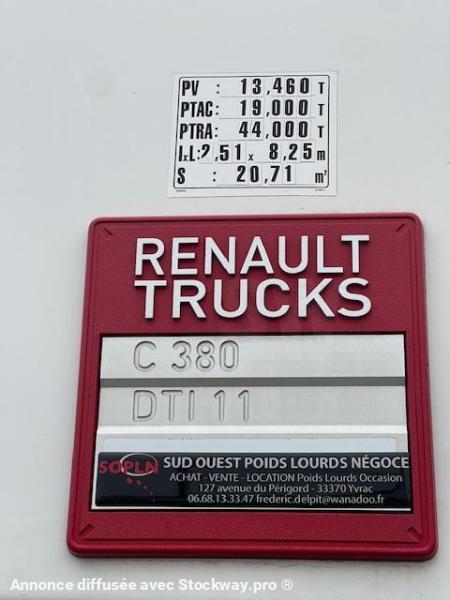 PV : 13,460 T
PTAC: 19,000 T
PTRA: 44,000 T
lxL: 2,51 x 8,25 m
S : 20,71 m²
RENAULT
TRUCKS
C 380
DTI 11
SOPLN
SUD OUEST POIDS LOURDS NÉGOCE
ACHAT - VENTE - LOCATION Poids Lourds Occasion
127 avenue du Périgord - 33370 Yvrac
06.68.13.33.47 frederic.delpit@wanadoo.fr
Annonce diffusée avec Stockway.pro ®